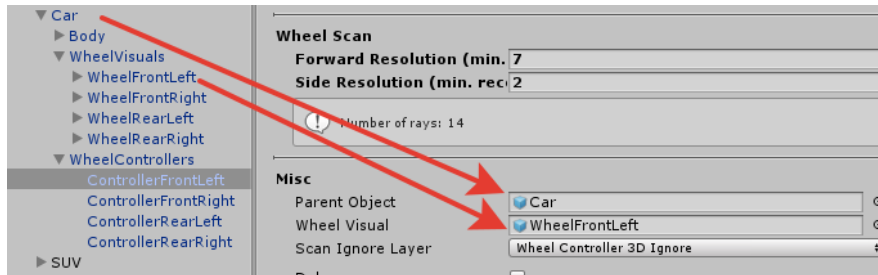 Car
Body
WheelVisuals
WheelFrontLeft
WheelFrontRight
WheelRearLeft
WheelRearRight
WheelControllers
ControllerFrontLeft
ControllerFrontRight
ControllerRearLeft
ControllerRearRight
SUV
Wheel Scan
Forward Resolution (min. 7
Side Resolution (min. rec 2
Number of rays: 14
Misc
Parent Object Car
Wheel Visual WheelFrontLeft
Scan Ignore Layer Wheel Controller 3D Ignore